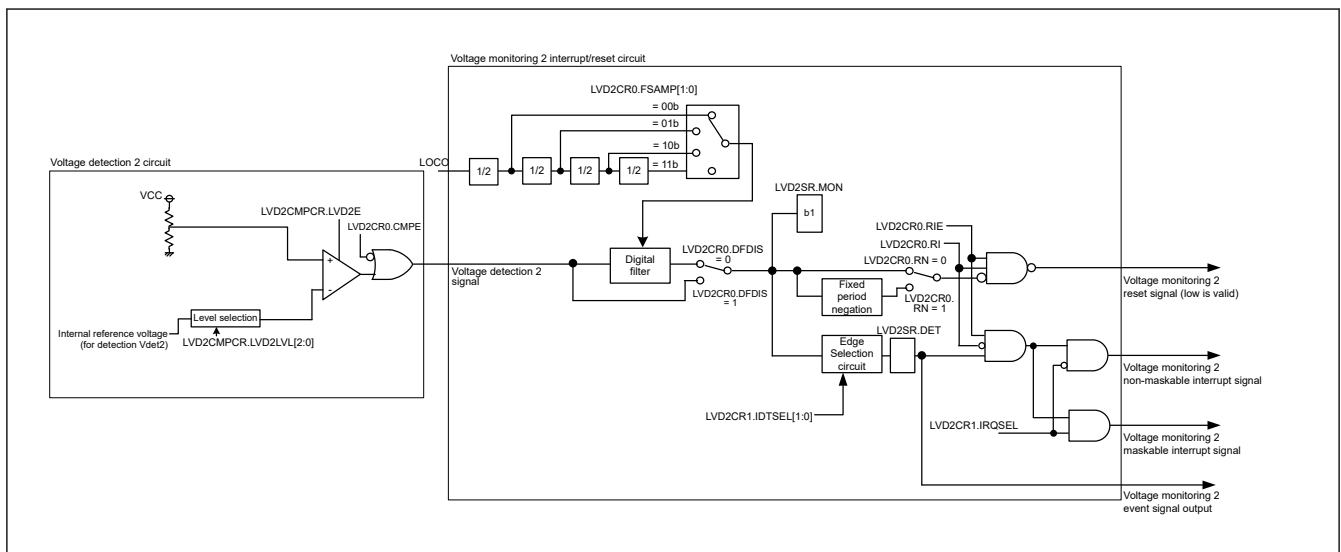 Voltage monitoring 2 interrupt/reset circuit
LVD2CR0.FSAMP[1:0]
= 00b
= 01b
= 10b
= 11b
LOCO
1/2
1/2
1/2
1/2
Voltage detection 2 circuit
VCC
LVD2CMPCR.LVD2E
LVD2CR0.CMPE
+
-
Level selection
Internal reference voltage
(for detection Vdet2)
LVD2CMPCR.LVD2LVL[2:0]
Voltage detection 2
signal
Digital
filter
LVD2CR0.DFDIS
= 0
LVD2CR0.DFDIS
= 1
LVD2SR.MON
b1
LVD2CR0.RIE
LVD2CR0.RI
LVD2CR0.RN = 0
Fixed
period
negation
LVD2CR0.
RN = 1
Voltage monitoring 2
reset signal (low is valid)
Edge
Selection
circuit
LVD2SR.DET
LVD2CR1.IDTSEL[1:0]
Voltage monitoring 2
non-maskable interrupt signal
LVD2CR1.IRQSEL
Voltage monitoring 2
maskable interrupt signal
Voltage monitoring 2
event signal output